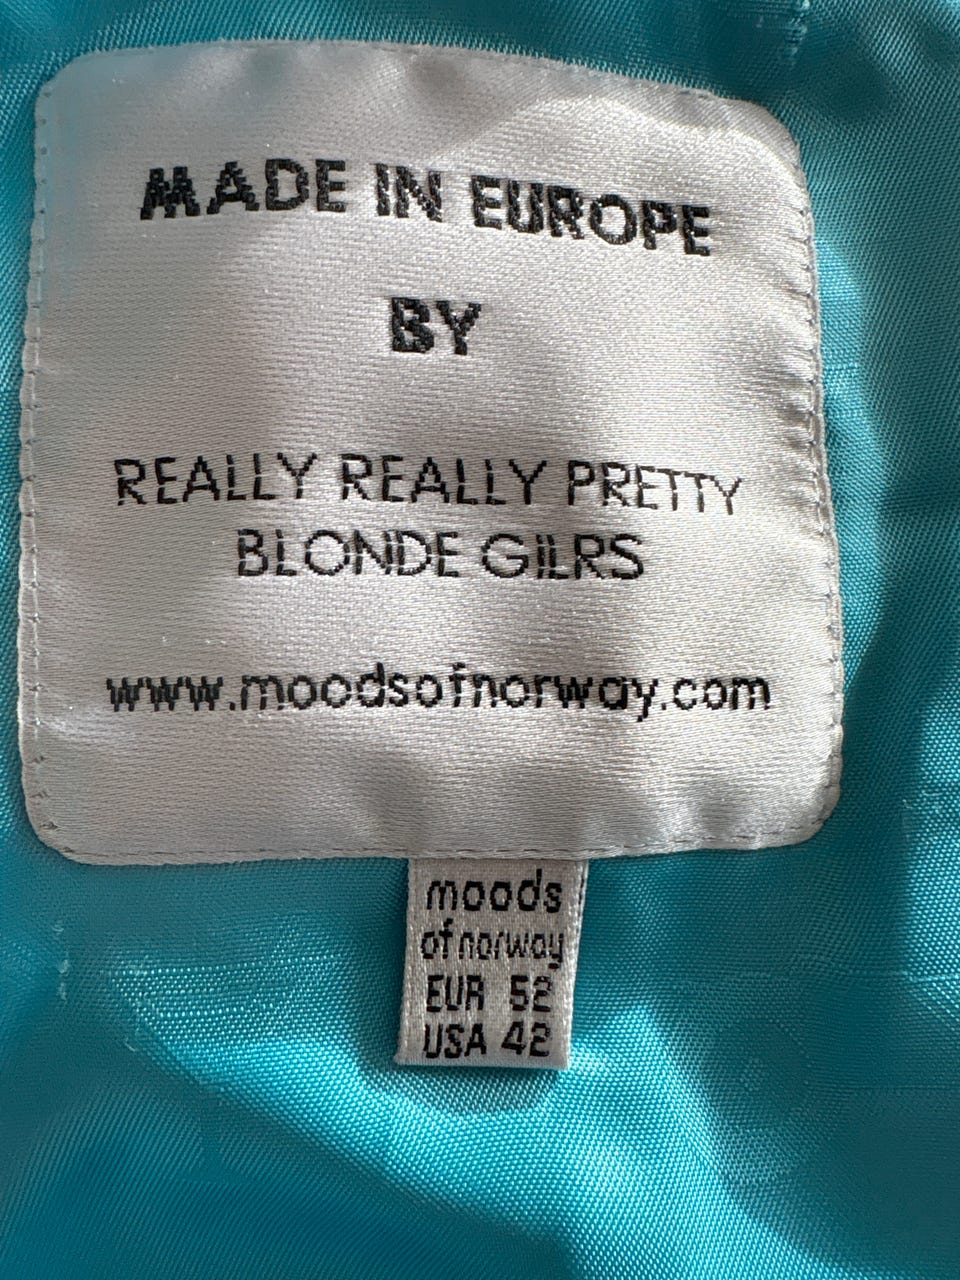 MADE IN EUROPE
BY
REALLY REALLY PRETTY
BLONDE GILRS
www.moodsofnorway.com
moods
of norway
EUR 52
USA 42